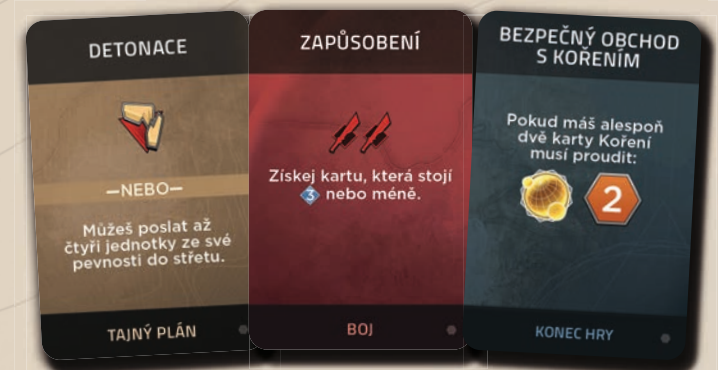 DETONACE
—NEBO—
Můžeš poslat až
čtyři jednotky ze své
pevnosti do střetu.
TAJNÝ PLÁN
ZAPŮSOBENÍ
Získej kartu, která stojí
3 nebo méně.
BOJ
BEZPEČNÝ OBCHOD
S KOŘENÍM
Pokud máš alespoň
dvě karty Koření
musí proudit:
2
KONEC HRY